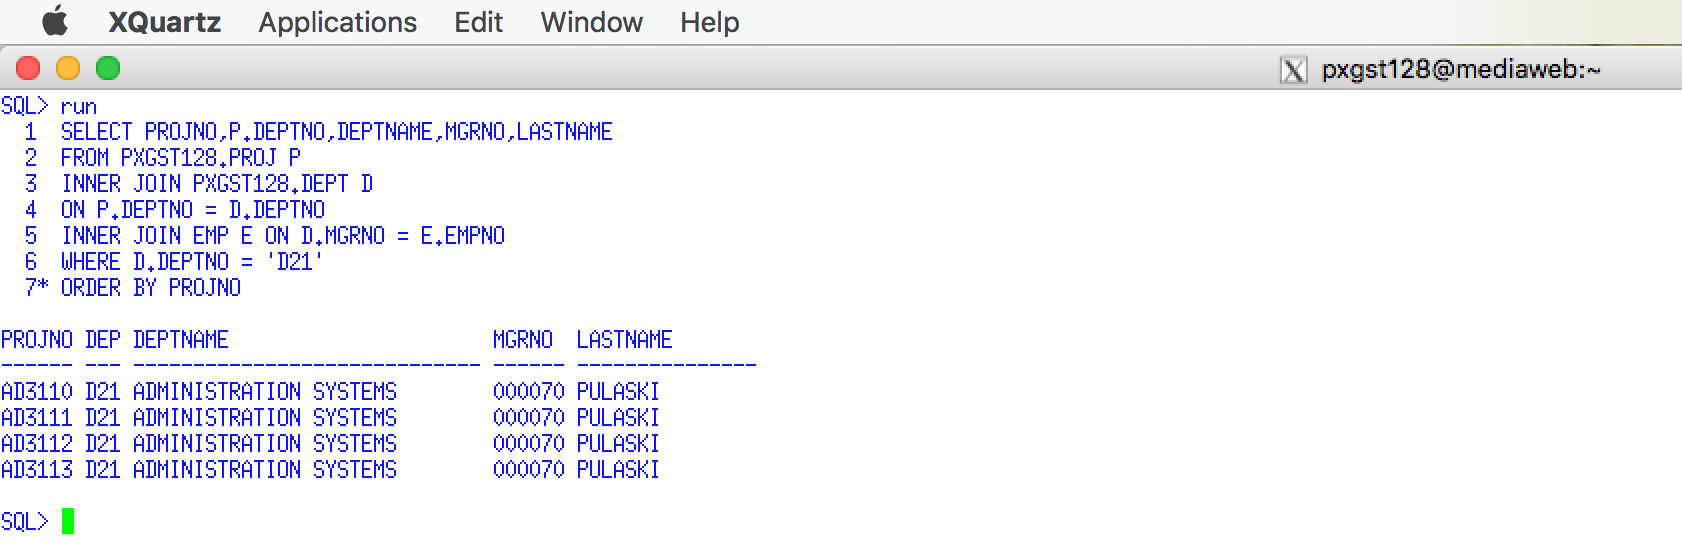 XQuartz Applications Edit Window Help
X pxgst128@mediaweb:~
SQL> run
  1  SELECT PROJNO,P.DEPTNO,DEPTNAME,MGRNO,LASTNAME
  2  FROM PXGST128.PROJ P
  3  INNER JOIN PXGST128.DEPT D
  4  ON P.DEPTNO = D.DEPTNO
  5  INNER JOIN EMP E ON D.MGRNO = E.EMPNO
  6  WHERE D.DEPTNO = 'D21'
  7* ORDER BY PROJNO
PROJNO DEP DEPTNAME                      MGRNO  LASTNAME
------ --- ----------------------------- ------ ---------------
AD3110 D21 ADMINISTRATION SYSTEMS        000070 PULASKI
AD3111 D21 ADMINISTRATION SYSTEMS        000070 PULASKI
AD3112 D21 ADMINISTRATION SYSTEMS        000070 PULASKI
AD3113 D21 ADMINISTRATION SYSTEMS        000070 PULASKI
SQL>